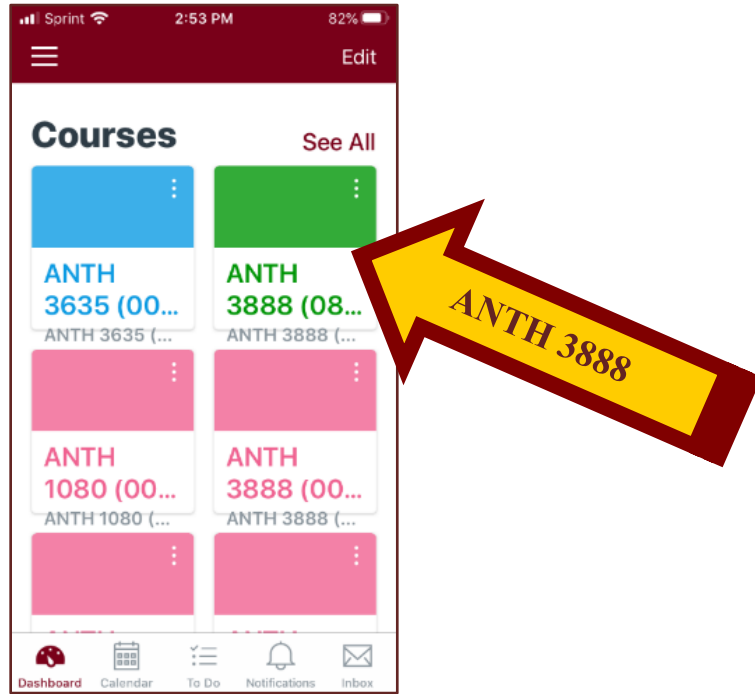 Sprint 2:53 PM 82%
Edit
Courses See All
ANTH
3635 (00...
ANTH 3635 (...
ANTH
3888 (08...
ANTH 3888 (...
ANTH 3888
ANTH
1080 (00...
ANTH 1080 (...
ANTH
3888 (00...
ANTH 3888 (...
Dashboard Calendar To Do Notifications Inbox